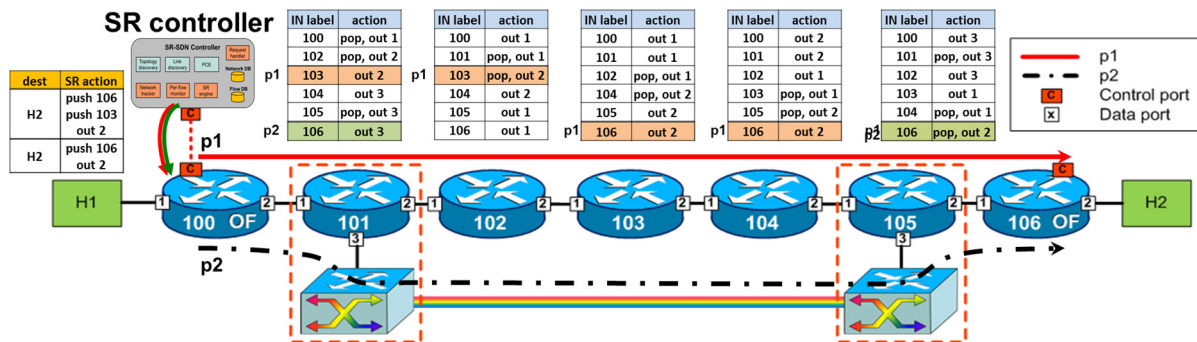 SR controller
SR-SDN Controller
Topology discovery
Link discovery
PCE
Request handler
Network DB
Network tracker
Per flow monitor
SR engine
Flow DB
dest SR action
H2 push 106
push 103
out 2
H2 push 106
out 2
IN label action
100 pop, out 1
102 pop, out 2
p1 103 out 2
104 out 3
105 pop, out 3
p2 106 out 3
IN label action
100 out 1
101 pop, out 1
p1 103 pop, out 2
104 out 2
105 out 1
106 out 1
IN label action
100 out 1
101 out 1
102 pop, out 1
104 pop, out 2
105 out 2
p1 106 out 2
IN label action
100 out 2
101 out 2
102 out 1
103 pop, out 1
105 pop, out 2
p1 106 out 2
IN label action
100 out 3
101 pop, out 3
102 out 3
103 out 1
104 pop, out 1
p1
p2 106 pop, out 2
p1
p2
C Control port
x Data port
C
p1
C
C
H1 1 100 OF 2 1 101 2 1 102 2 1 103 2 1 104 2 1 105 2 1 106 OF 2 H2
3
3
p2